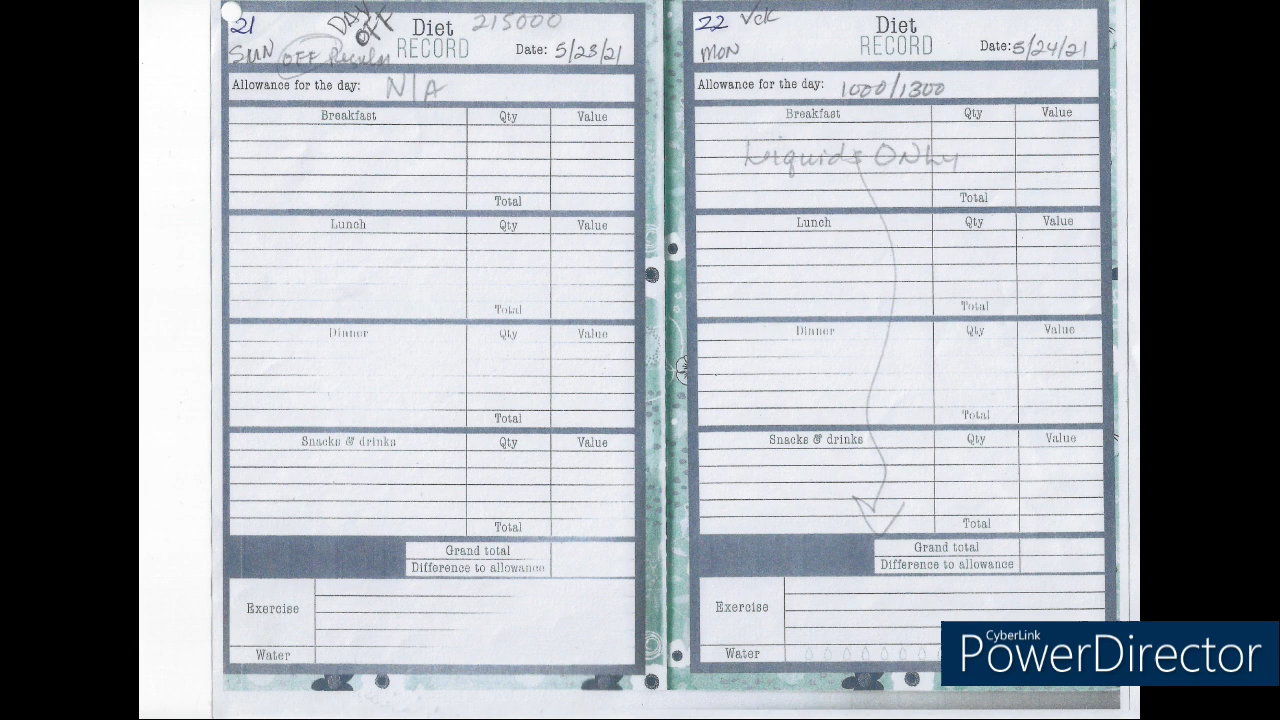 21 DAY OFF Diet 215000
SUN OFF Regular RECORD Date: 5/23/21
Allowance for the day: N/A
Breakfast Qty Value
Total
Lunch Qty Value
Total
Dinner Qty Value
Total
Snacks & drinks Qty Value
Total
Grand total
Difference to allowance
Exercise
Water
22 Diet
MON RECORD Date: 5/24/21
Allowance for the day: 1000/1300
Breakfast Qty Value
Liquids ONLY
Total
Lunch Qty Value
Total
Dinner Qty Value
Total
Snacks & drinks Qty Value
Total
Grand total
Difference to allowance
Exercise
Water
CyberLink
PowerDirector